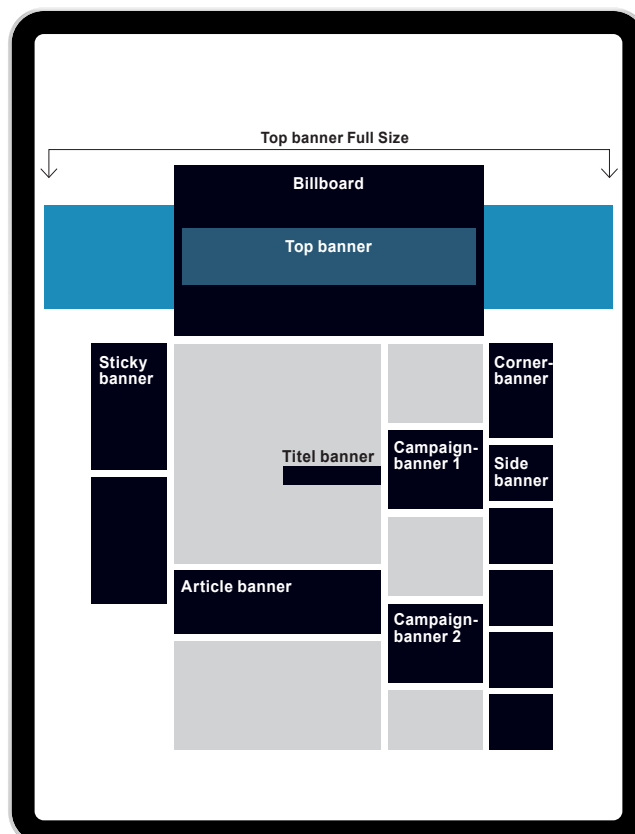 Top banner Full Size
Billboard
Top banner
Sticky
banner
Corner-
banner
Titel banner
Campaign-
banner 1
Side
banner
Article banner
Campaign-
banner 2